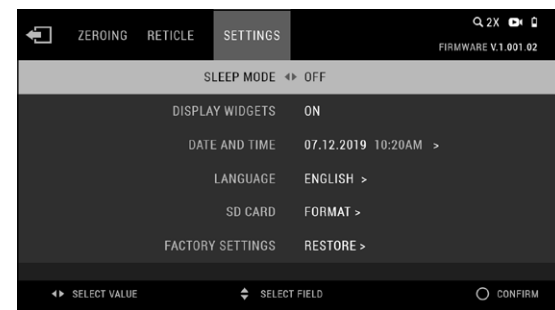 ZEROING RETICLE SETTINGS 2X
FIRMWARE V.1.001.02
SLEEP MODE OFF
DISPLAY WIDGETS ON
DATE AND TIME 07.12.2019 10:20AM >
LANGUAGE ENGLISH >
SD CARD FORMAT >
FACTORY SETTINGS RESTORE >
SELECT VALUE SELECT FIELD CONFIRM